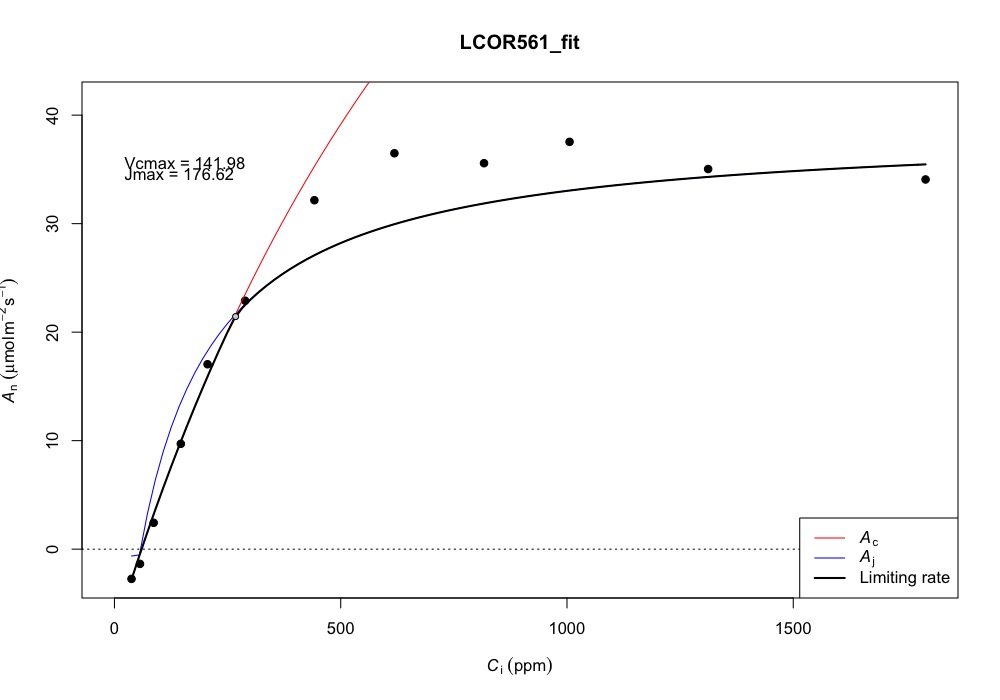 LCOR561_fit
Vcmax = 141.98
Jmax = 176.62
40
30
20
10
0
Aₙ (μmolm⁻²s⁻¹)
0 500 1000 1500
Cᵢ (ppm)
A꜀
Aⱼ
Limiting rate